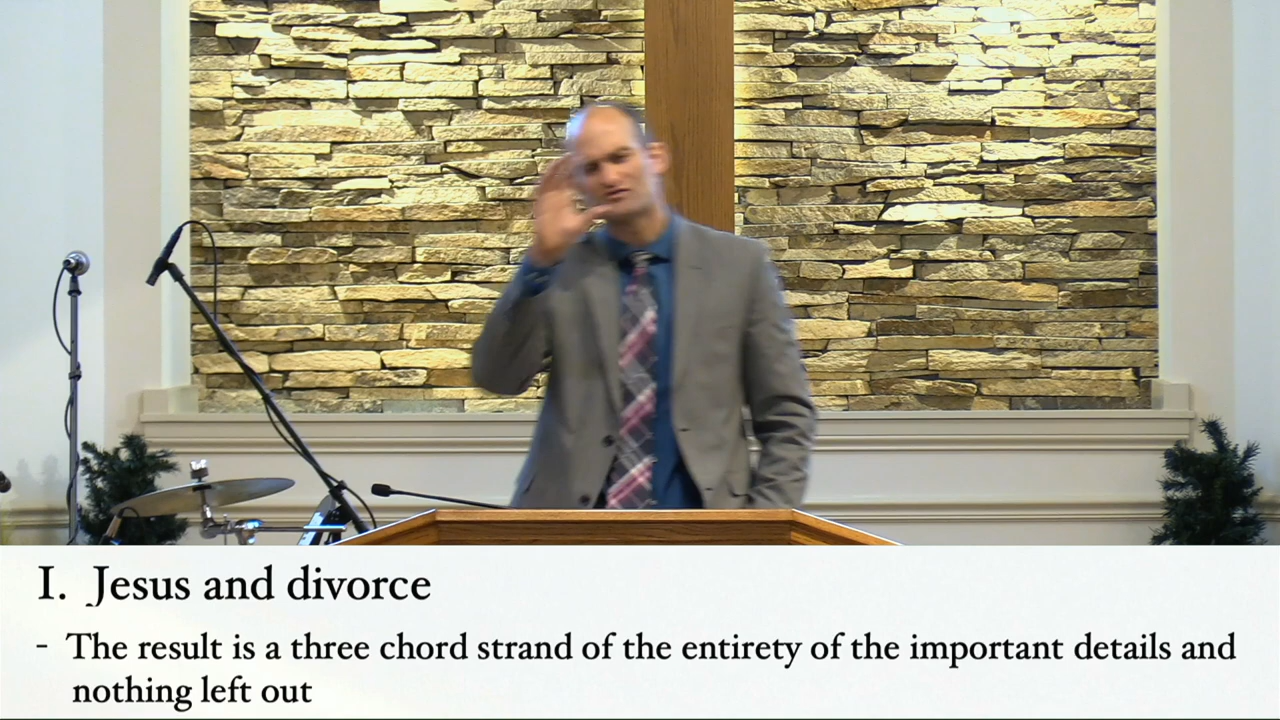 I. Jesus and divorce
- The result is a three chord strand of the entirety of the important details and
nothing left out